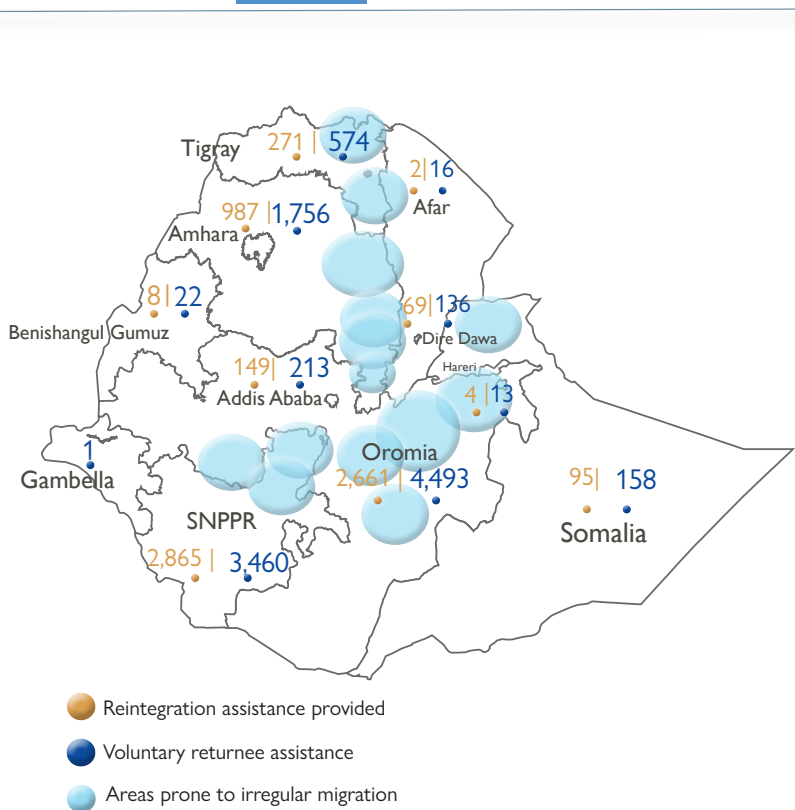 271 | 574
Tigray
2|16
Afar
987 |1,756
Amhara
8|22
Benishangul Gumuz
69|136
Dire Dawa
149| 213
Addis Ababa
Hareri
4 |13
1
Gambella
Oromia
2,661 | 4,493
95| 158
Somalia
SNPPR
2,865 | 3,460
Reintegration assistance provided
Voluntary returnee assistance
Areas prone to irregular migration